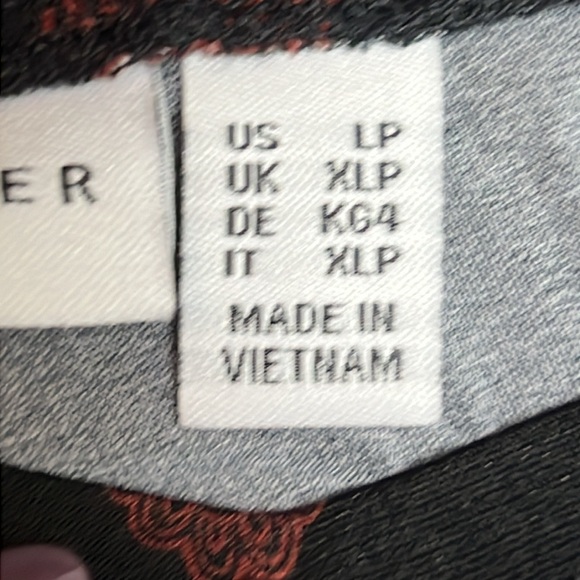 ER
US LP
UK XLP
DE KG4
IT XLP
MADE IN
VIETNAM